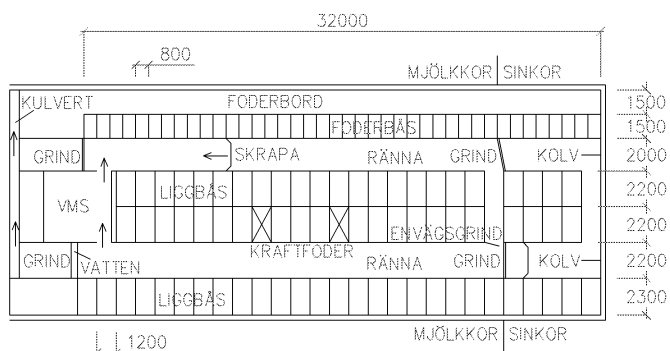 32000
800
MJÖLKKOR SINKOR
KULVERT
FODERBORD
1500
FODERBÅS
1500
GRIND
SKRAPA
RÄNNA
GRIND
KOLV
2000
LIGGBÅS
2200
VMS
2200
ENVÄGSGRIND
KRAFTFODER
GRIND
VATTEN
RÄNNA
GRIND
KOLV
2200
LIGGBÅS
2300
MJÖLKKOR SINKOR
1200